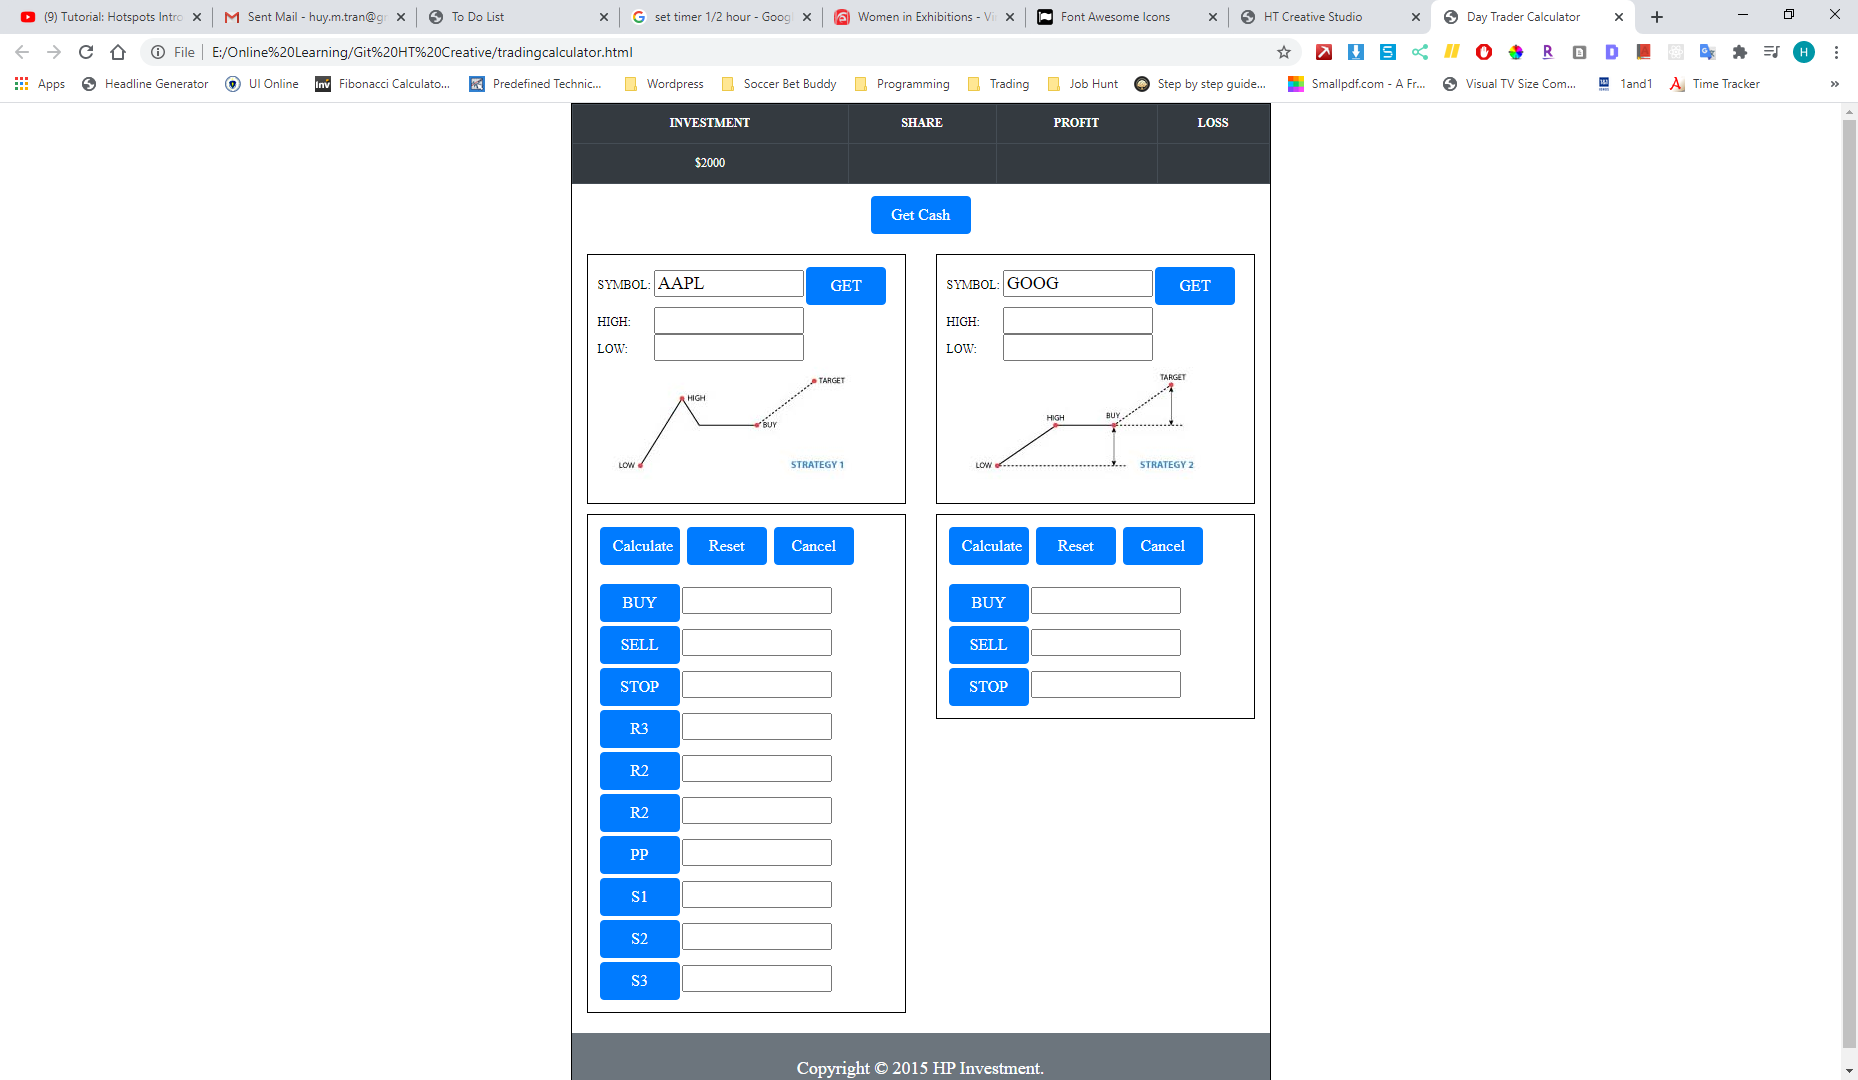 (9) Tutorial: Hotspots Intro
Sent Mail - huy.m.tran@g
To Do List
set timer 1/2 hour - Goog
Women in Exhibitions - Vi
Font Awesome Icons
HT Creative Studio
Day Trader Calculator
File
E:/Online%20Learning/Git%20HT%20Creative/tradingcalculator.html
H
Apps
Headline Generator
UI Online
Inv
Fibonacci Calculato...
Predefined Technic...
Wordpress
Soccer Bet Buddy
Programming
Trading
Job Hunt
Step by step guide...
Smallpdf.com - A Fr...
Visual TV Size Com...
1and1
Time Tracker
INVESTMENT SHARE PROFIT LOSS
$2000
Get Cash
SYMBOL: AAPL GET
HIGH:
LOW:
TARGET
HIGH
BUY
LOW
STRATEGY 1
SYMBOL: GOOG GET
HIGH:
LOW:
TARGET
HIGH
BUY
LOW
STRATEGY 2
Calculate Reset Cancel
BUY
SELL
STOP
R3
R2
R2
PP
S1
S2
S3
Calculate Reset Cancel
BUY
SELL
STOP
Copyright © 2015 HP Investment.